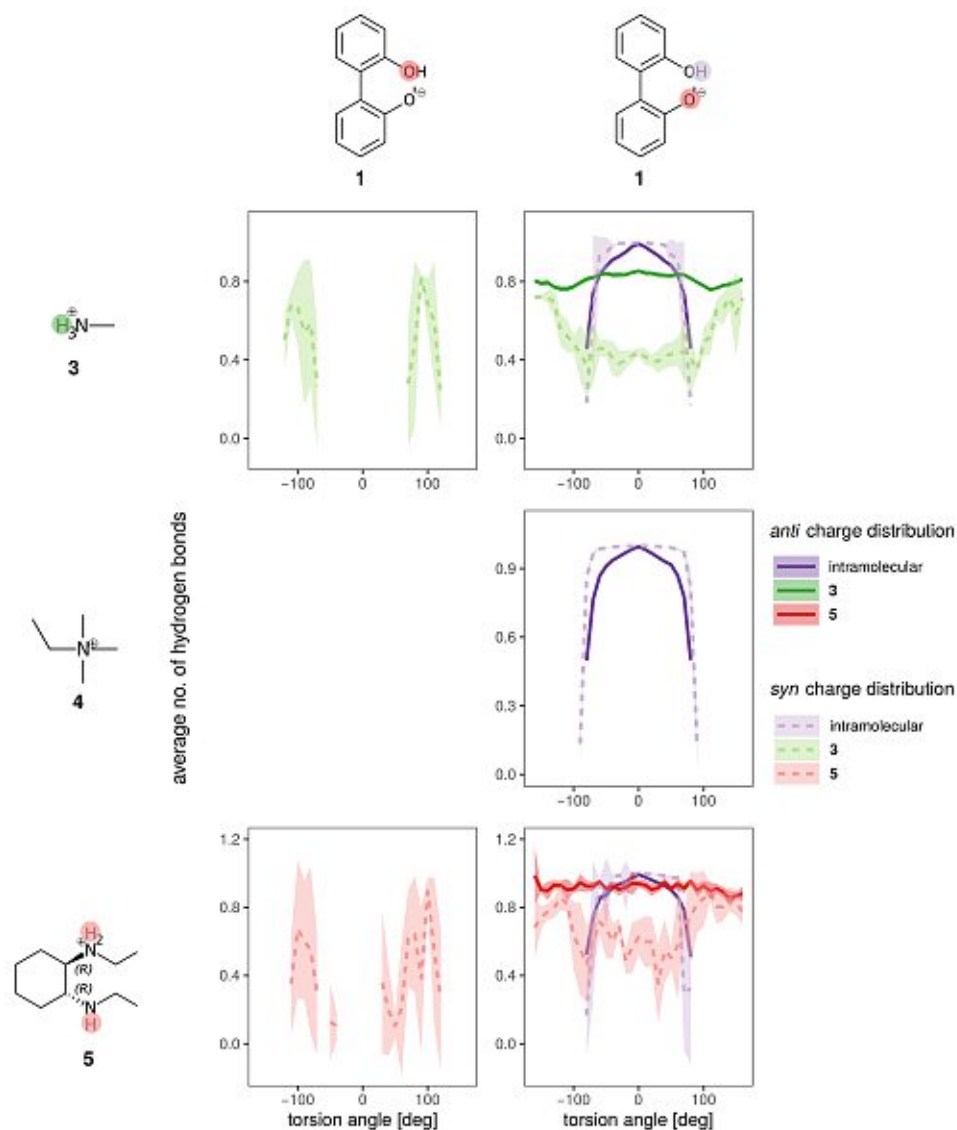 OH OH
O⊖ O⊖
1 1
H₃N⊕
3
0.8
0.4
0.0
−100 0 100
0.8
0.4
0.0
−100 0 100
average no. of hydrogen bonds
N⊕
4
0.9
0.6
0.3
0.0
−100 0 100
anti charge distribution
intramolecular
3
5
syn charge distribution
intramolecular
3
5
H
+N2
(R)
(R)
N
H
5
1.2
0.8
0.4
0.0
−100 0 100
torsion angle [deg]
1.2
0.8
0.4
0.0
−100 0 100
torsion angle [deg]